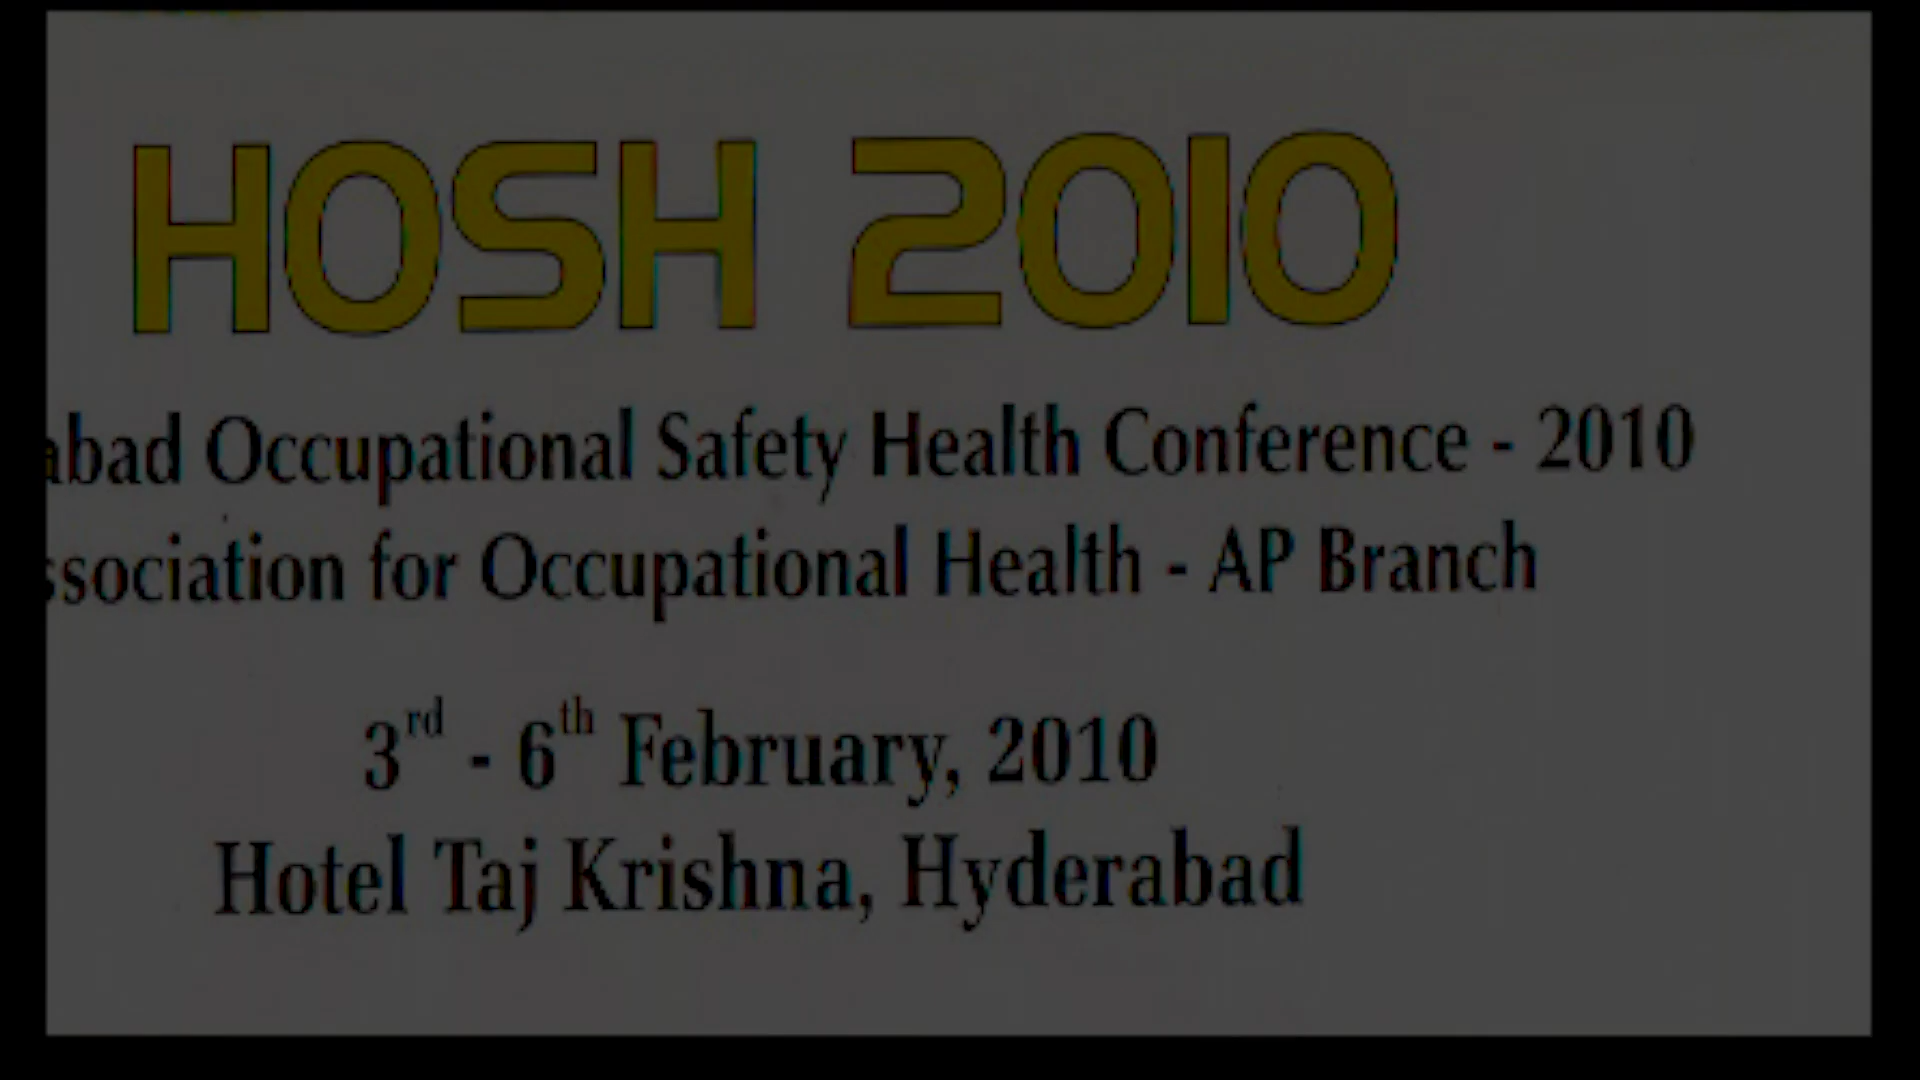 HOSH 2010
abad Occupational Safety Health Conference - 2010
ssociation for Occupational Health - AP Branch
3rd - 6th February, 2010
Hotel Taj Krishna, Hyderabad